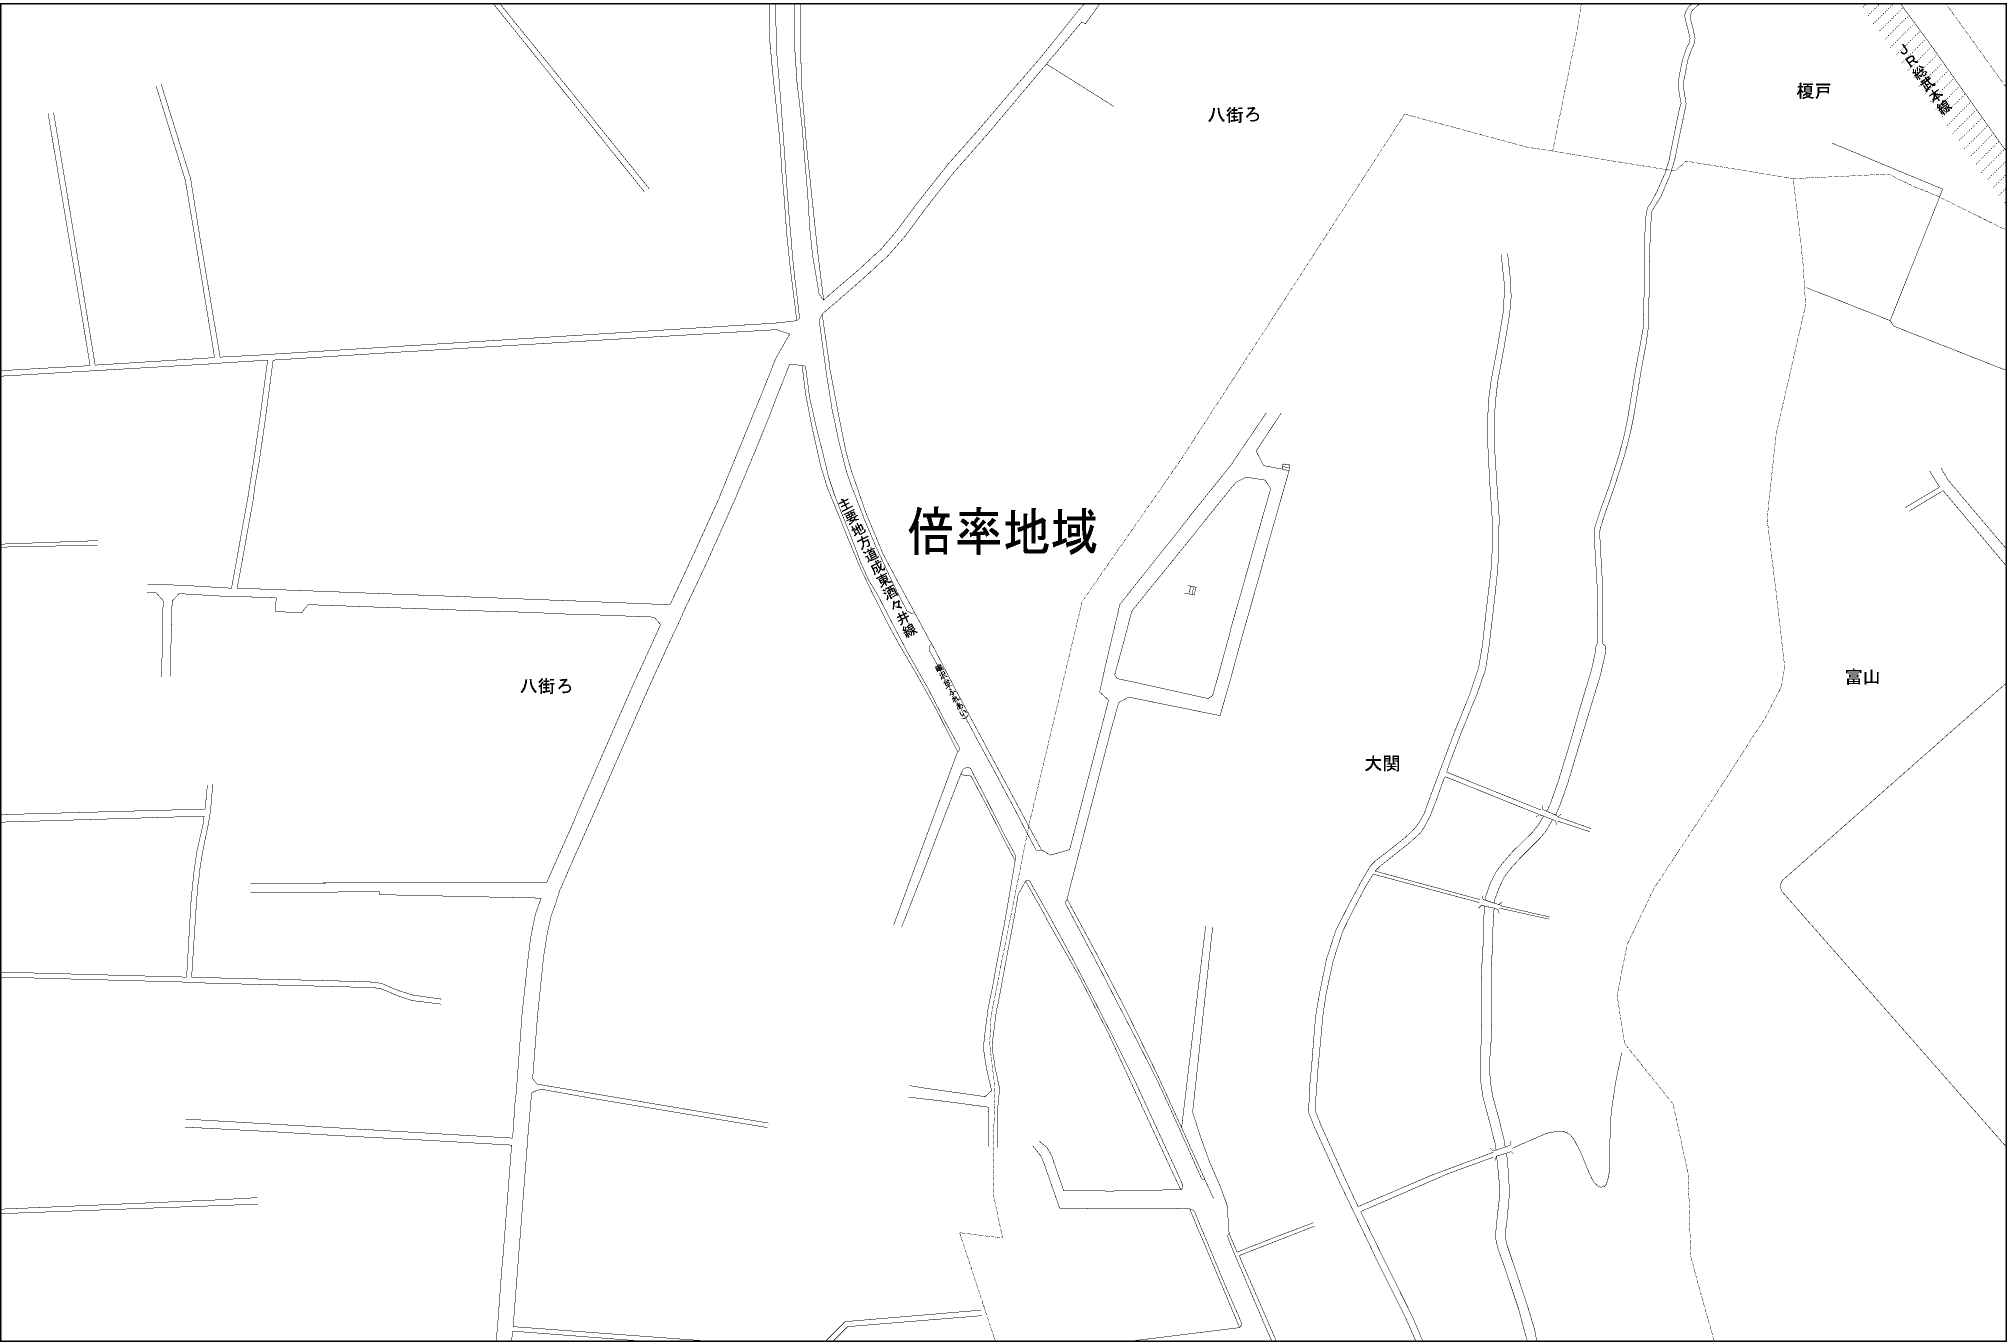 JR総武本線
榎戸
八街ろ
倍率地域
主要地方道成東酒々井線
八街ろ
富山
大関